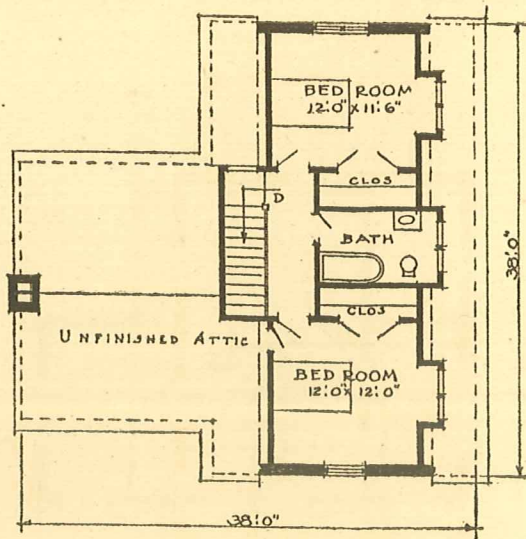 BED ROOM
12'0" X 11'6"
CLOS
D
BATH
38'0"
CLOS
UNFINISHED ATTIC
BED ROOM
12'0" X 12'0"
38'0"